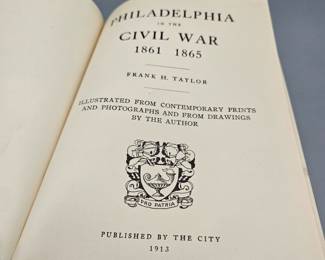 PHILADELPHIA
IN THE
CIVIL WAR
1861 1865
FRANK H. TAYLOR
ILLUSTRATED FROM CONTEMPORARY PRINTS
AND PHOTOGRAPHS AND FROM DRAWINGS
BY THE AUTHOR
PRO PATRIA
PUBLISHED BY THE CITY
1913